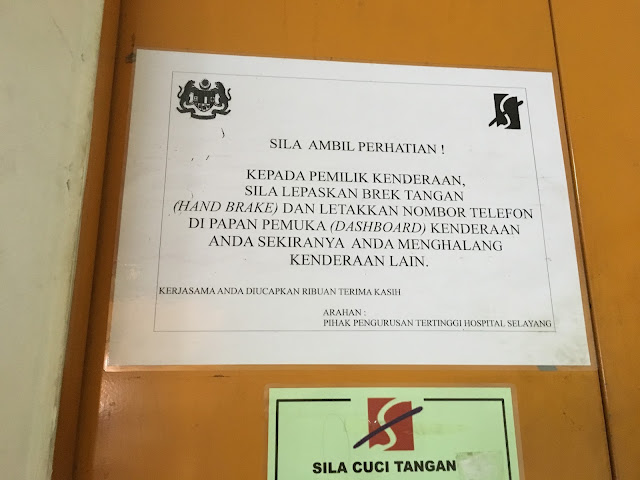 SILA AMBIL PERHATIAN !
KEPADA PEMILIK KENDERAAN,
SILA LEPASKAN BREK TANGAN
(HAND BRAKE) DAN LETAKKAN NOMBOR TELEFON
DI PAPAN PEMUKA (DASHBOARD) KENDERAAN
ANDA SEKIRANYA ANDA MENGHALANG
KENDERAAN LAIN.
KERJASAMA ANDA DIUCAPKAN RIBUAN TERIMA KASIH
ARAHAN :
PIHAK PENGURUSAN TERTINGGI HOSPITAL SELAYANG
SILA CUCI TANGAN